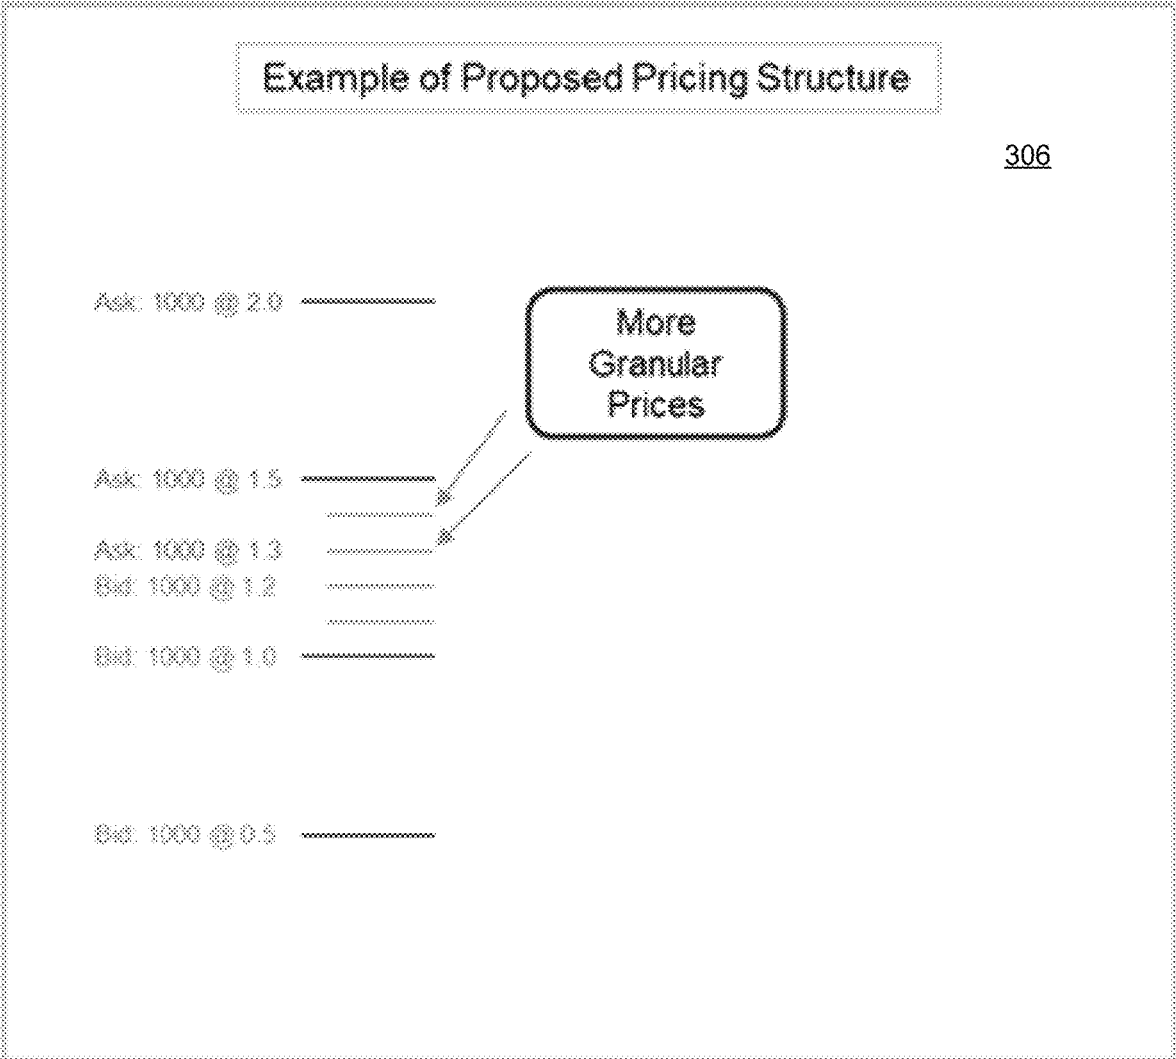 Example of Proposed Pricing Structure
306
Ask: 1000 @ 2.0
More
Granular
Prices
Ask: 1000 @ 1.5
Ask: 1000 @ 1.3
Bid: 1000 @ 1.2
Bid: 1000 @ 1.0
Bid: 1000 @ 0.5